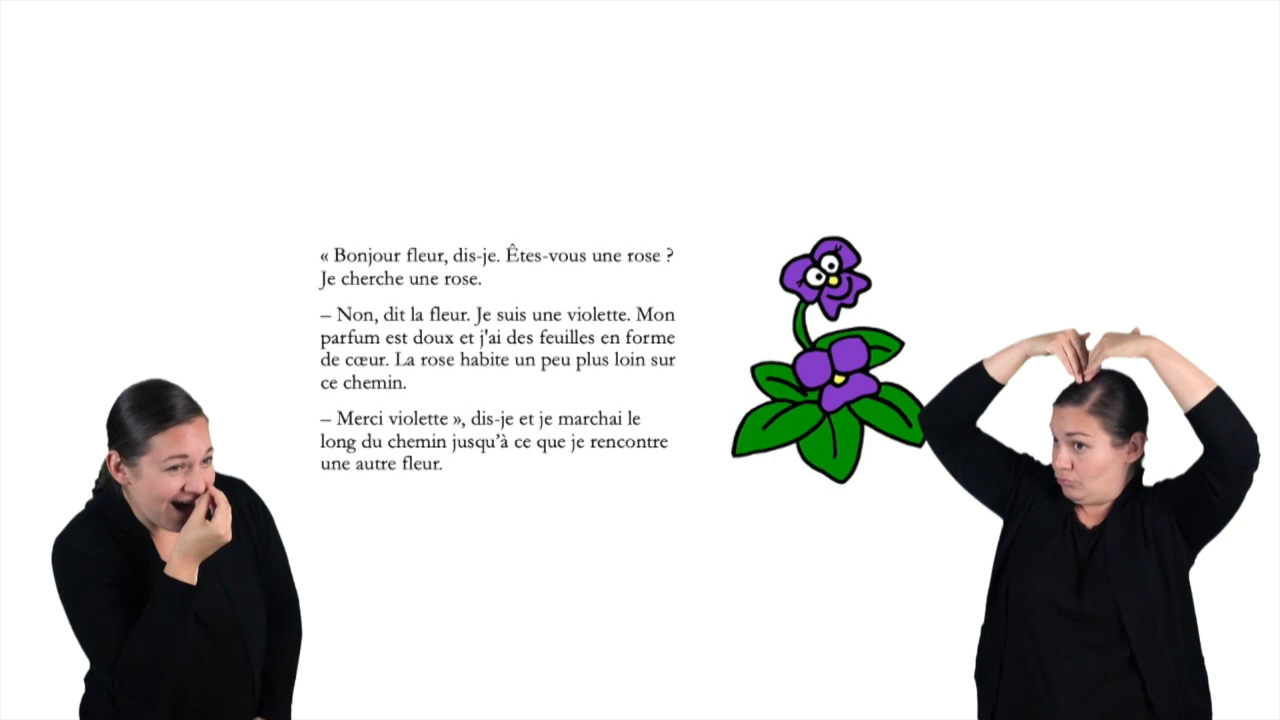 « Bonjour fleur, dis-je. Êtes-vous une rose ?
Je cherche une rose.
– Non, dit la fleur. Je suis une violette. Mon
parfum est doux et j'ai des feuilles en forme
de cœur. La rose habite un peu plus loin sur
ce chemin.
– Merci violette », dis-je et je marchai le
long du chemin jusqu’à ce que je rencontre
une autre fleur.